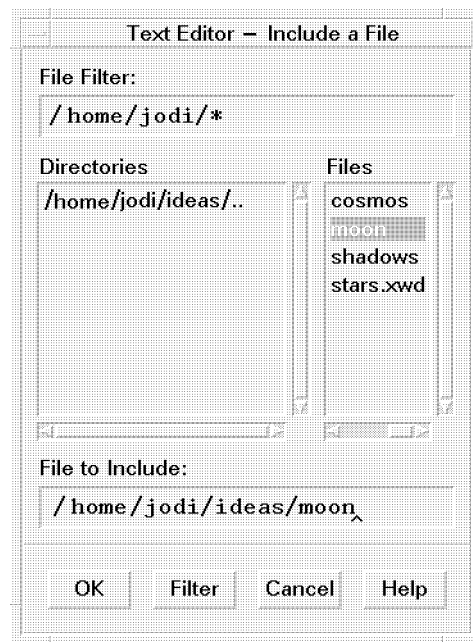 Text Editor – Include a File
File Filter:
/home/jodi/*
Directories
/home/jodi/ideas/..
Files
cosmos
moon
shadows
stars.xwd
File to Include:
/home/jodi/ideas/moon
OK Filter Cancel Help